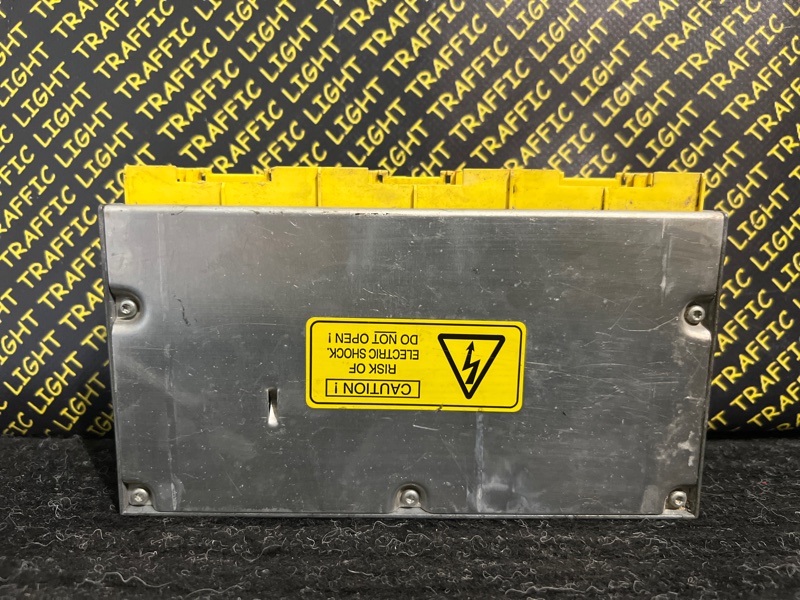 CAUTION !
RISK OF
ELECTRIC SHOCK.
DO NOT OPEN !
TRAFFIC LIGHT TRAFFIC LIGHT TRAFFIC LIGHT